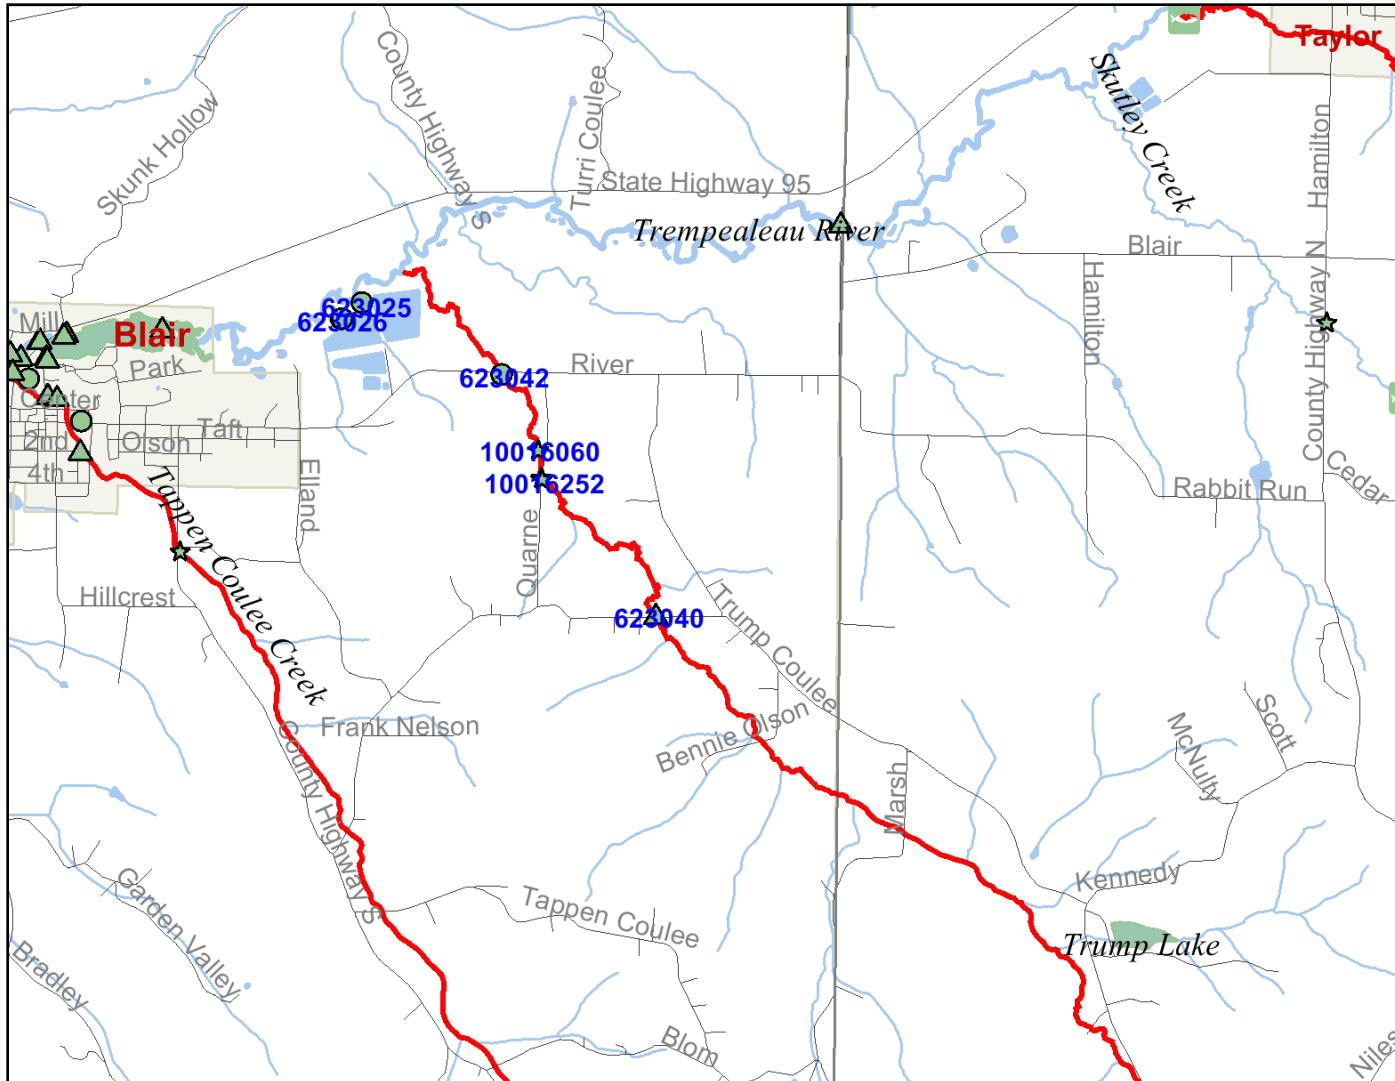 Taylor
County Highway S
Skutley Creek
Turri Coulee
Skunk Hollow
Hamilton
State Highway 95
Trempealeau River
Blair
Hamilton
County Highway N
623025
623026
Mill
Blair
Park
River
623042
Center
Taft
2nd
Olson
4th
10016060
10016252
Elland
Cedar
Rabbit Run
Tappen Coulee Creek
Quarne
Hillcrest
623040
Trump Coulee
Frank Nelson
Bennie Olson
Scott
McNulty
County Highway S
Marsh
Kennedy
Garden Valley
Tappen Coulee
Trump Lake
Bradley
Blom
Niles